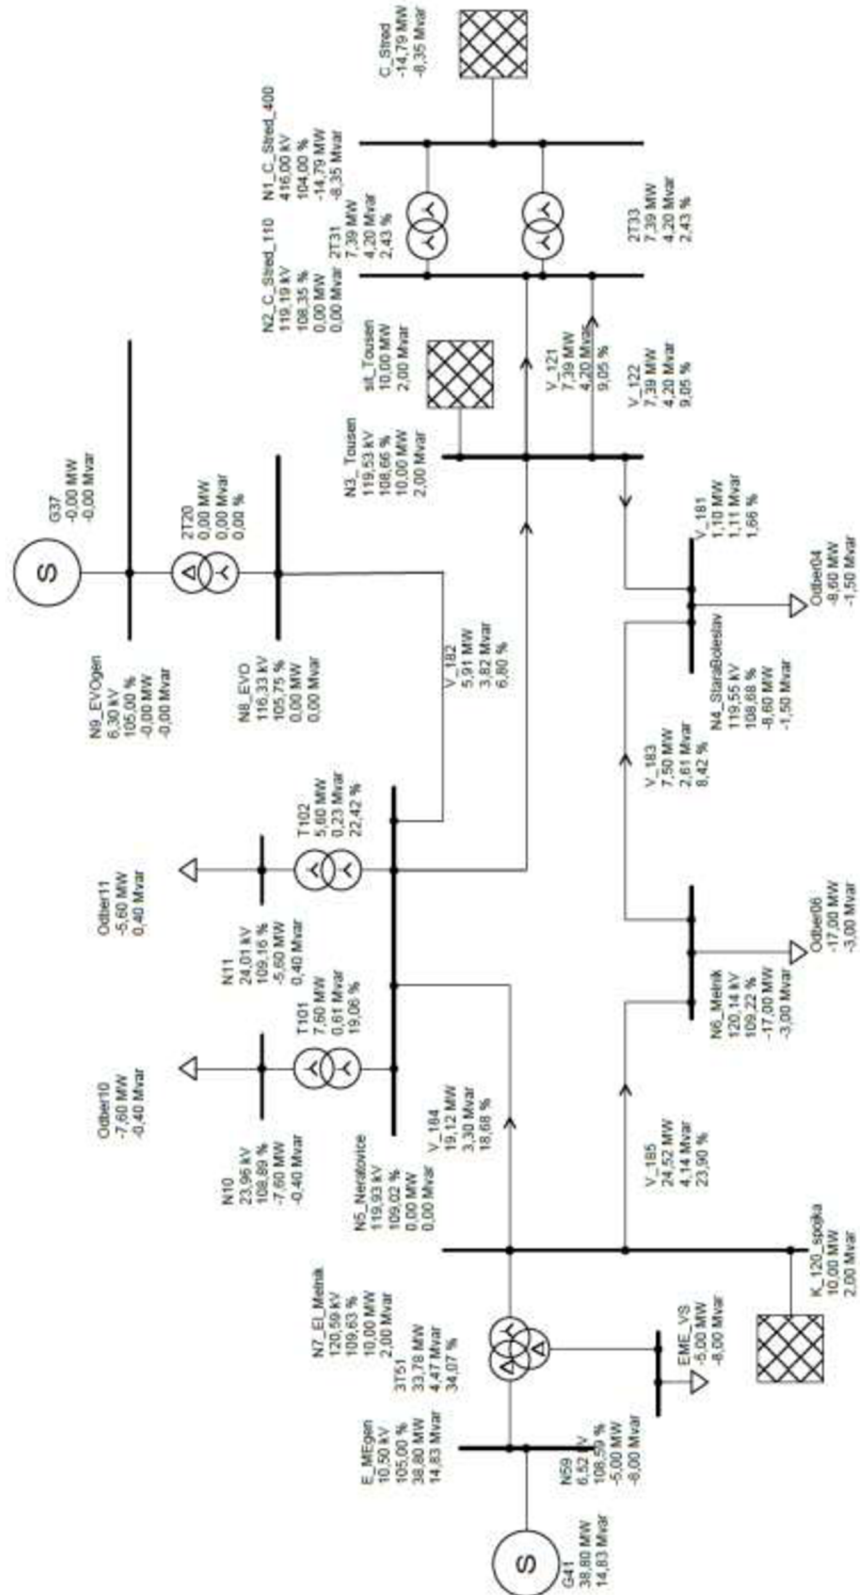 G41
38,80 MW
14,83 Mvar
E_MEgen
10,50 kV
105,00 %
38,80 MW
14,83 Mvar
N59
6,52 kV
108,59 %
-5,00 MW
-8,00 Mvar
EME_VS
-5,00 MW
-8,00 Mvar
3T51
33,78 MW
4,47 Mvar
34,07 %
N7_El_Melnik
120,59 kV
109,63 %
10,00 MW
2,00 Mvar
K_120_spojka
10,00 MW
2,00 Mvar
V_184
19,12 MW
3,30 Mvar
18,68 %
V_185
24,52 MW
4,14 Mvar
23,90 %
N5_Neratovice
119,93 kV
109,02 %
0,00 MW
0,00 Mvar
Odber10
-7,60 MW
-0,40 Mvar
N10
23,96 kV
108,89 %
-7,60 MW
-0,40 Mvar
T101
7,60 MW
0,61 Mvar
19,06 %
Odber11
-5,60 MW
0,40 Mvar
N11
24,01 kV
109,16 %
-5,60 MW
0,40 Mvar
T102
5,60 MW
0,23 Mvar
22,42 %
N6_Melnik
120,14 kV
109,22 %
-17,00 MW
-3,00 Mvar
Odber06
-17,00 MW
-3,00 Mvar
V_183
7,50 MW
2,61 Mvar
8,42 %
V_182
5,91 MW
3,82 Mvar
6,80 %
N9_EVOgen
6,30 kV
105,00 %
-0,00 MW
-0,00 Mvar
G37
-0,00 MW
-0,00 Mvar
2T20
0,00 MW
0,00 Mvar
0,00 %
N8_EVO
116,33 kV
105,75 %
0,00 MW
0,00 Mvar
N4_StaraBoleslav
119,55 kV
108,68 %
-8,60 MW
-1,50 Mvar
Odber04
-8,60 MW
-1,50 Mvar
V_181
1,10 MW
1,11 Mvar
1,66 %
N3_Tousen
119,53 kV
108,66 %
10,00 MW
2,00 Mvar
sit_Tousen
10,00 MW
2,00 Mvar
V_121
7,39 MW
4,20 Mvar
9,05 %
V_122
7,39 MW
4,20 Mvar
9,05 %
N2_C_Stred_110
119,19 kV
108,35 %
0,00 MW
0,00 Mvar
2T31
7,39 MW
4,20 Mvar
2,43 %
2T33
7,39 MW
4,20 Mvar
2,43 %
N1_C_Stred_400
416,00 kV
104,00 %
-14,79 MW
-8,35 Mvar
C_Stred
-14,79 MW
-8,35 Mvar